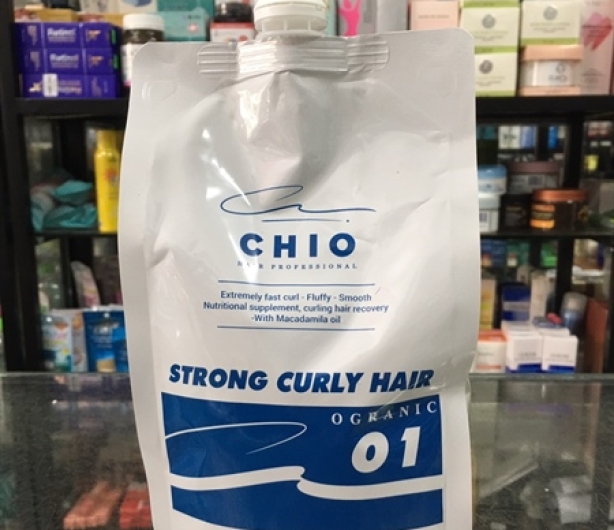 Retinol
CHIO
HAIR PROFESSIONAL
Extremely fast curl - Fluffy - Smooth
Nutritional supplement, curling hair recovery
-With Macadamila oil
STRONG CURLY HAIR
OGRANIC
01